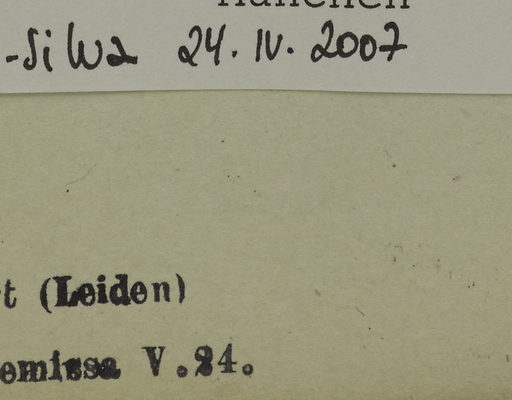 -Silva 24. IV. 2007
t (Leiden)
emissa V.24.